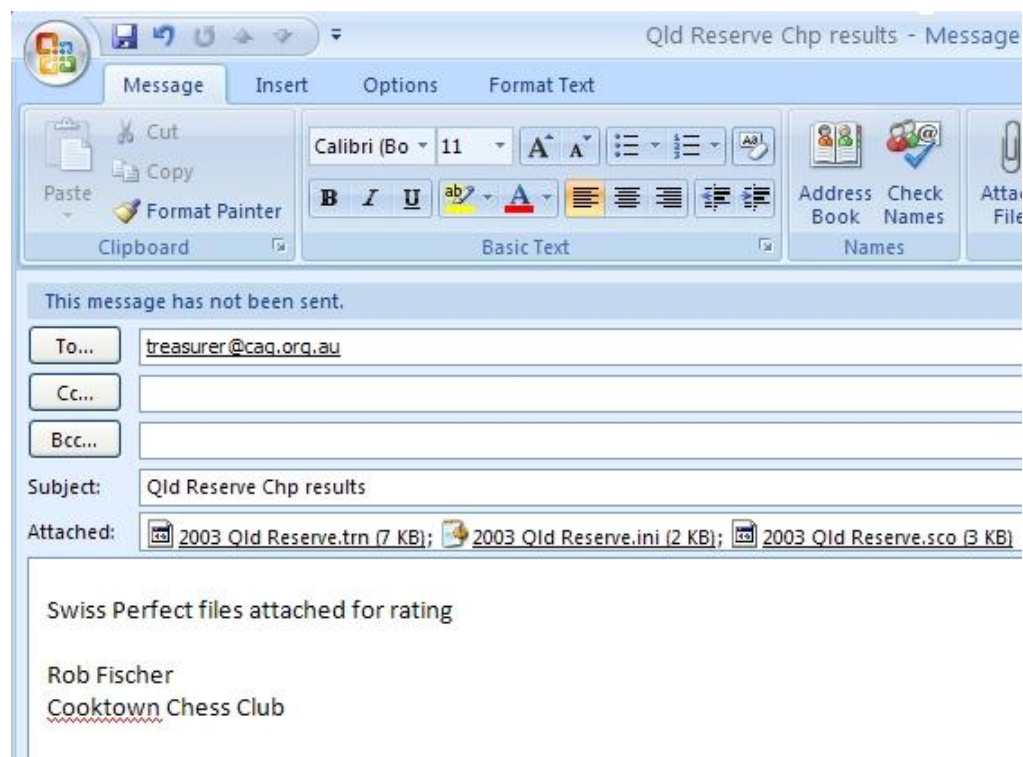 Qld Reserve Chp results - Message
Message Insert Options Format Text
Cut
Copy
Paste
Format Painter
Clipboard
Calibri (Bo 11
B I U
Basic Text
Address Book
Check Names
Names
Attac
File
This message has not been sent.
To... treasurer@caq.org.au
Cc...
Bcc...
Subject: Qld Reserve Chp results
Attached: 2003 Qld Reserve.trn (7 KB); 2003 Qld Reserve.ini (2 KB); 2003 Qld Reserve.sco (3 KB)
Swiss Perfect files attached for rating
Rob Fischer
Cooktown Chess Club